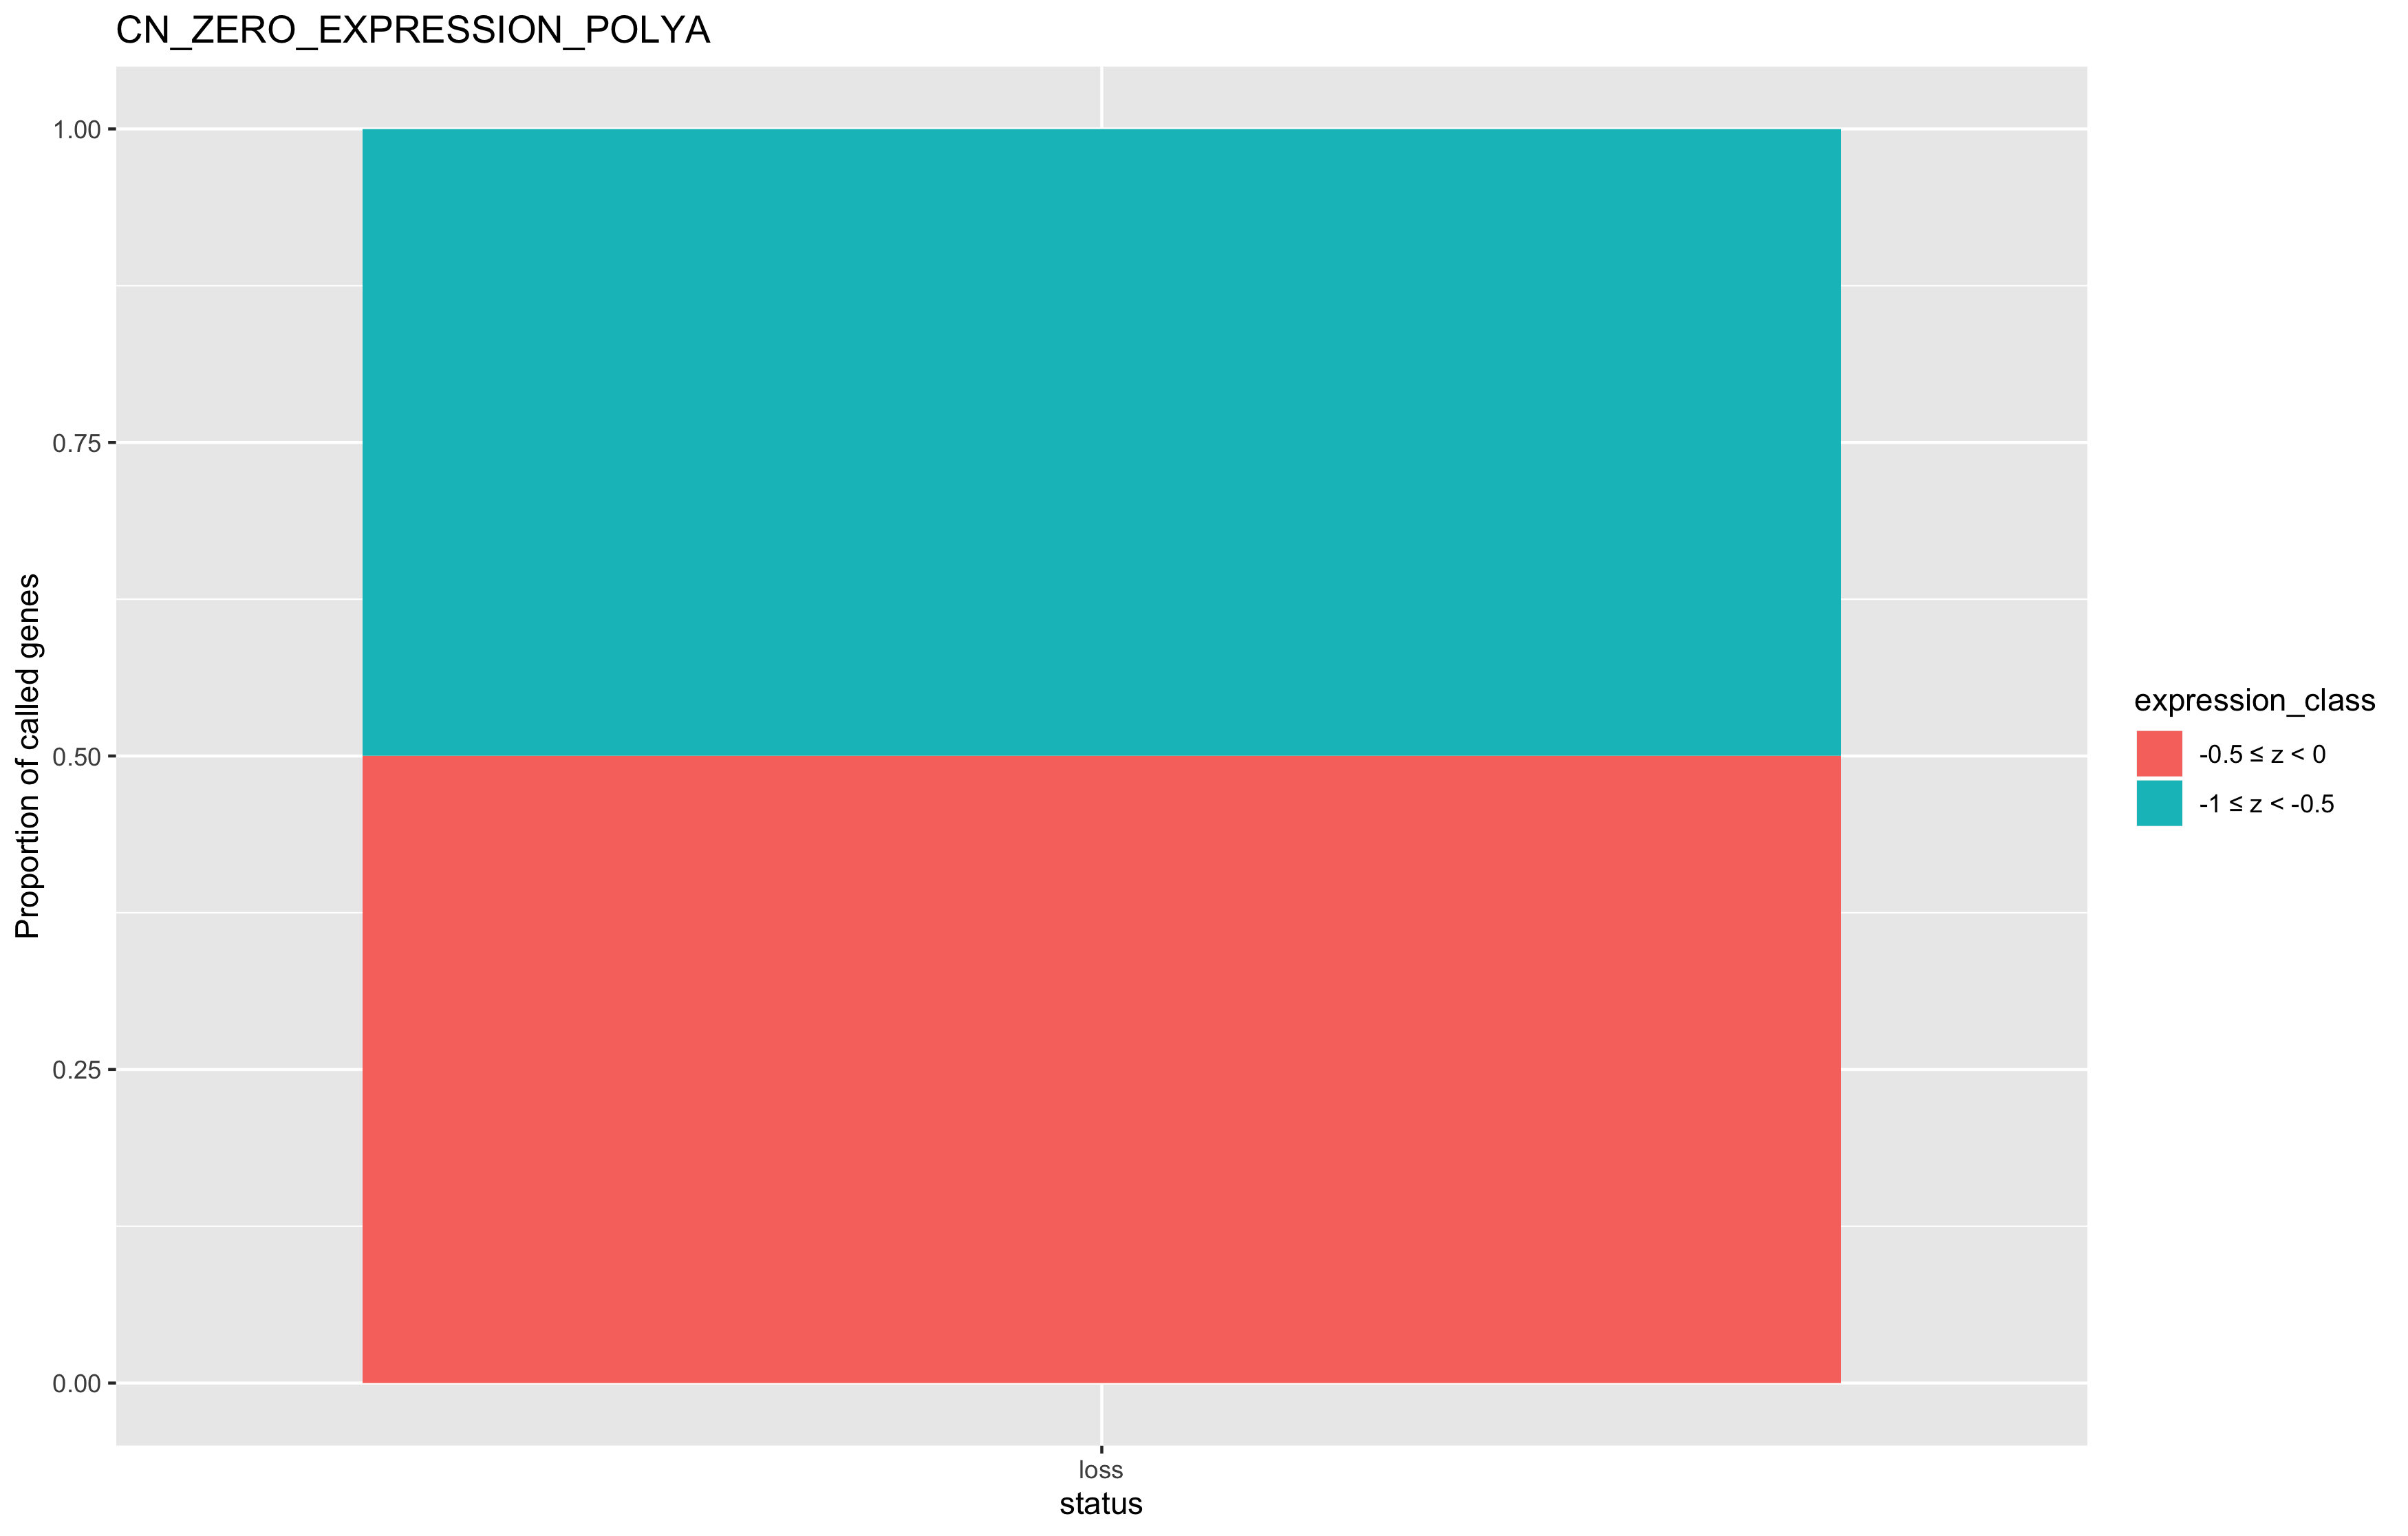 CN_ZERO_EXPRESSION_POLYA
Proportion of called genes
1.00
0.75
0.50
0.25
0.00
loss
status
expression_class
-0.5 ≤ z < 0
-1 ≤ z < -0.5